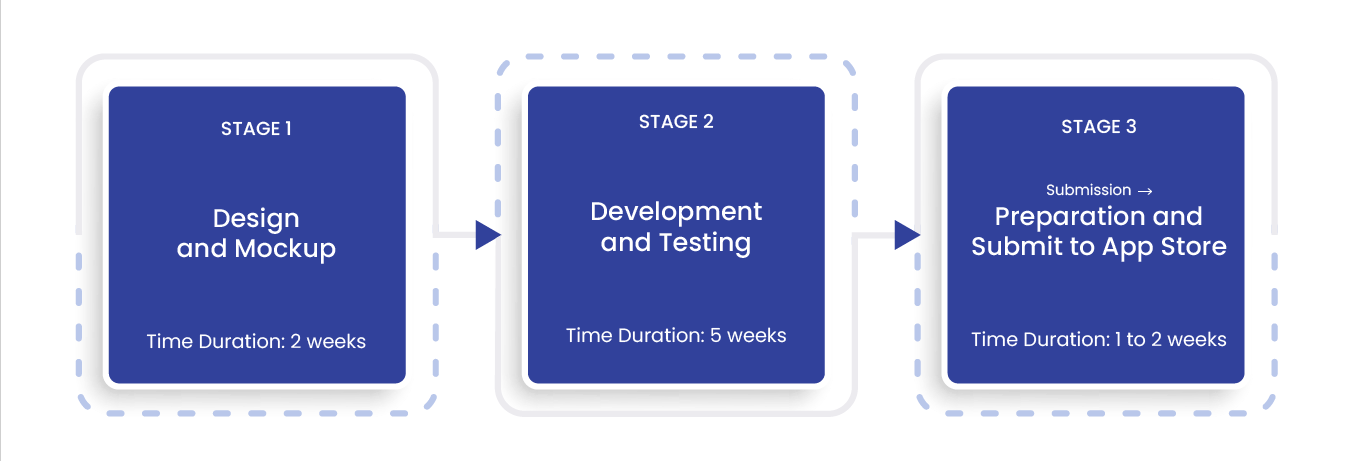 STAGE 1
Design
and Mockup
Time Duration: 2 weeks
STAGE 2
Development
and Testing
Time Duration: 5 weeks
STAGE 3
Submission →
Preparation and
Submit to App Store
Time Duration: 1 to 2 weeks